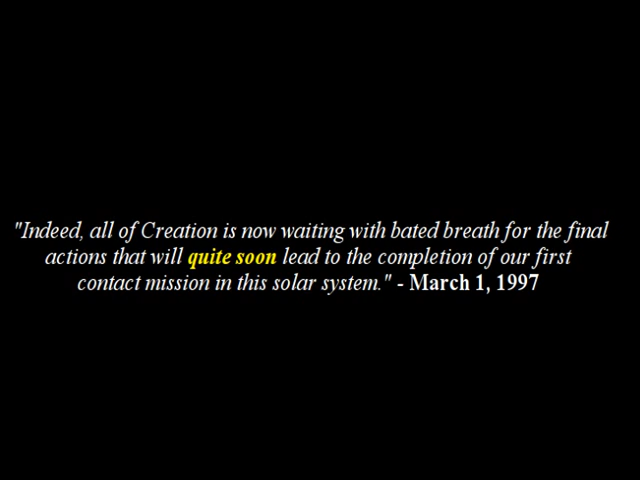 "Indeed, all of Creation is now waiting with bated breath for the final
actions that will quite soon lead to the completion of our first
contact mission in this solar system." - March 1, 1997